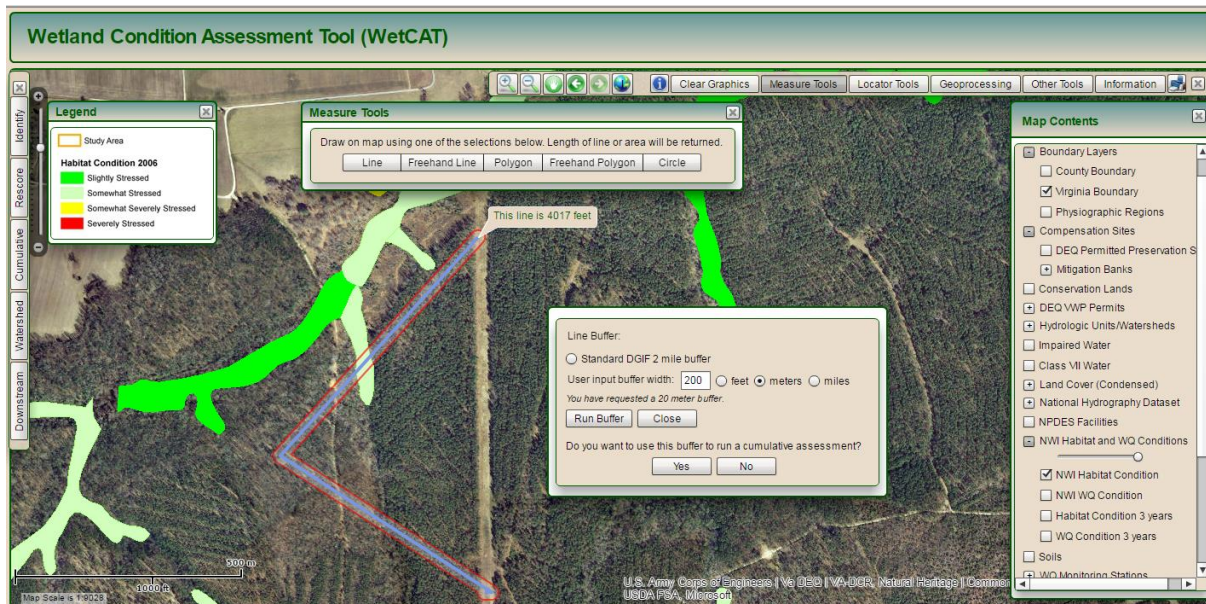 Wetland Condition Assessment Tool (WetCAT)
Clear Graphics
Measure Tools
Locator Tools
Geoprocessing
Other Tools
Information
Identify
Rescore
Cumulative
Watershed
Downstream
Legend
Study Area
Habitat Condition 2006
Slightly Stressed
Somewhat Stressed
Somewhat Severely Stressed
Severely Stressed
Measure Tools
Draw on map using one of the selections below. Length of line or area will be returned.
Line
Freehand Line
Polygon
Freehand Polygon
Circle
This line is 4017 feet
Line Buffer:
Standard DGIF 2 mile buffer
User input buffer width: 200 feet meters miles
You have requested a 20 meter buffer.
Run Buffer
Close
Do you want to use this buffer to run a cumulative assessment?
Yes
No
Map Contents
Boundary Layers
County Boundary
Virginia Boundary
Physiographic Regions
Compensation Sites
DEQ Permitted Preservation S
Mitigation Banks
Conservation Lands
DEQ VWP Permits
Hydrologic Units/Watersheds
Impaired Water
Class VII Water
Land Cover (Condensed)
National Hydrography Dataset
NPDES Facilities
NWI Habitat and WQ Conditions
NWI Habitat Condition
NWI WQ Condition
Habitat Condition 3 years
WQ Condition 3 years
Soils
WQ Monitoring Stations
500 m
1000 ft
Map Scale is 1:9028
U.S. Army Corps of Engineers | Va DEQ | VA-DCR, Natural Heritage | Common
USDA FSA, Microsoft